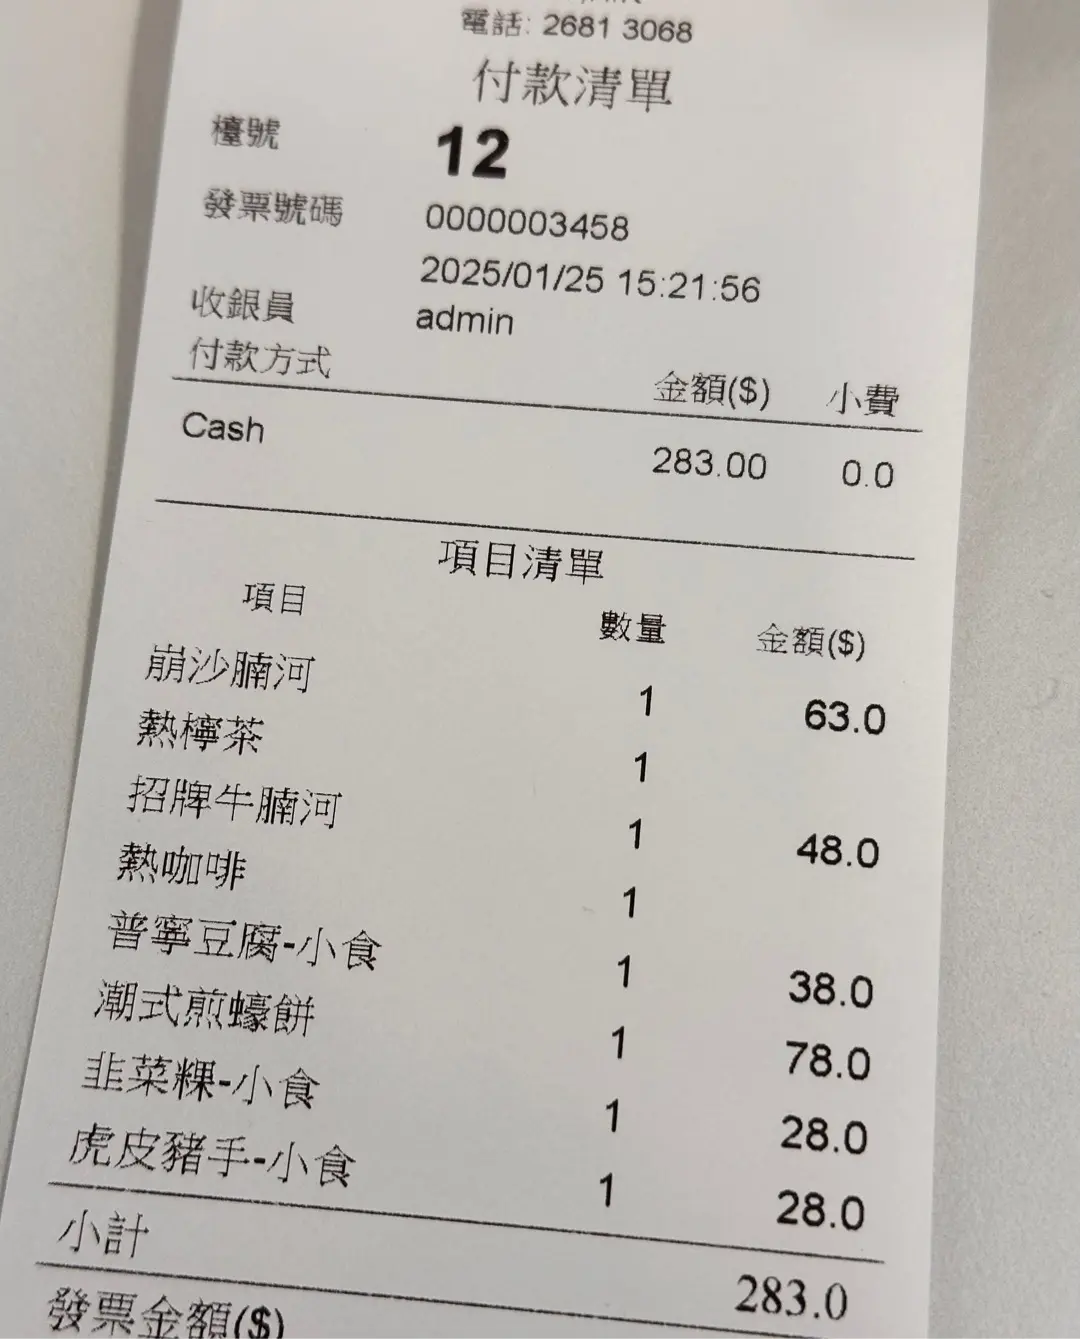 電話: 2681 3068
付款清單
檯號 12
發票號碼 0000003458
2025/01/25 15:21:56
收銀員 admin
付款方式 金額($) 小費
Cash 283.00 0.0
項目清單
項目 數量 金額($)
崩沙腩河 1 63.0
熱檸茶 1
招牌牛腩河 1 48.0
熱咖啡 1
普寧豆腐-小食 1 38.0
潮式煎蠔餅 1 78.0
韭菜粿-小食 1 28.0
虎皮豬手-小食 1 28.0
小計 283.0
發票金額($)